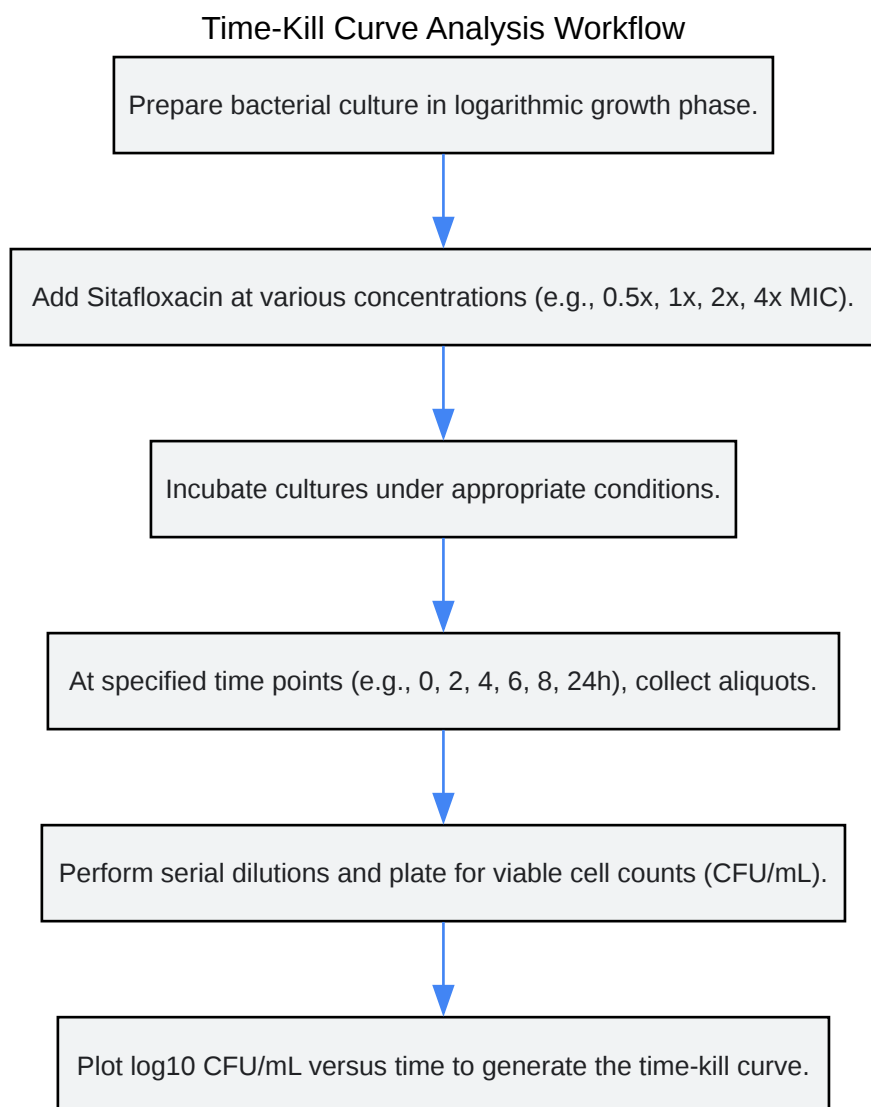 Time-Kill Curve Analysis Workflow
Prepare bacterial culture in logarithmic growth phase.
Add Sitafloxacin at various concentrations (e.g., 0.5x, 1x, 2x, 4x MIC).
Incubate cultures under appropriate conditions.
At specified time points (e.g., 0, 2, 4, 6, 8, 24h), collect aliquots.
Perform serial dilutions and plate for viable cell counts (CFU/mL).
Plot log10 CFU/mL versus time to generate the time-kill curve.